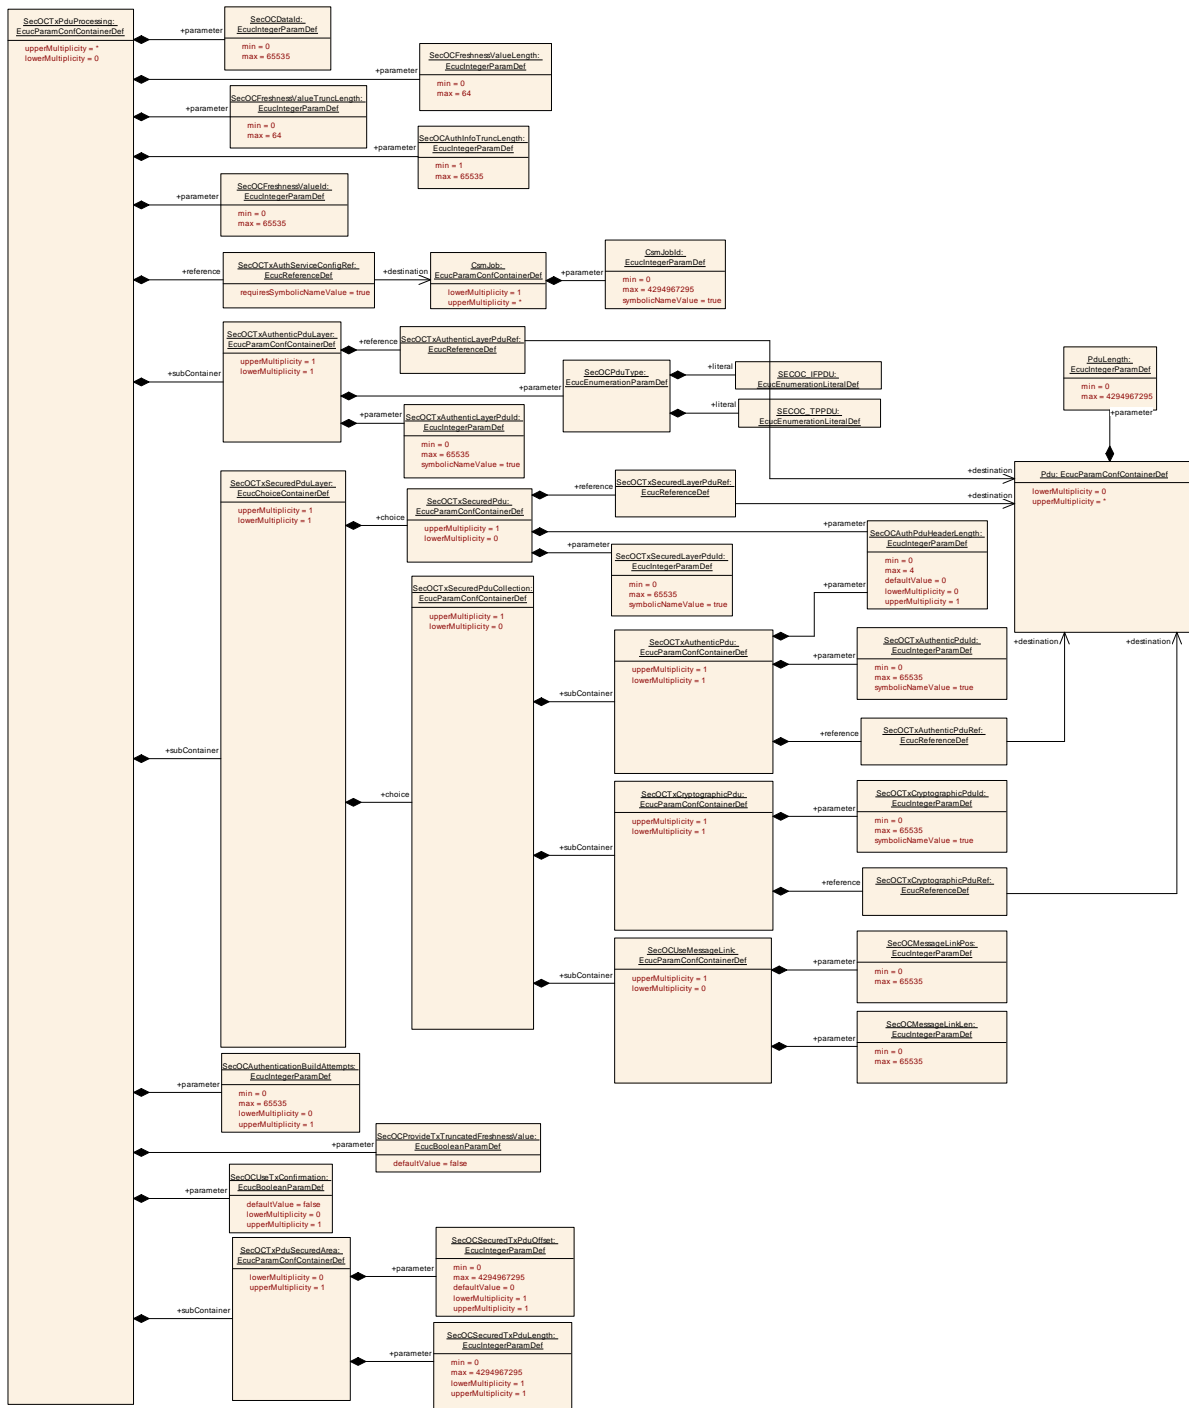 SecOCTxPduProcessing:
EcucParamConfContainerDef
upperMultiplicity = *
lowerMultiplicity = 0
+parameter
SecOCDataId:
EcucIntegerParamDef
min = 0
max = 65535
+parameter
SecOCFreshnessValueLength:
EcucIntegerParamDef
min = 0
max = 64
+parameter
SecOCFreshnessValueTruncLength:
EcucIntegerParamDef
min = 0
max = 64
+parameter
SecOCAuthInfoTruncLength:
EcucIntegerParamDef
min = 1
max = 65535
+parameter
SecOCFreshnessValueId:
EcucIntegerParamDef
min = 0
max = 65535
+reference
SecOCTxAuthServiceConfigRef:
EcucReferenceDef
requiresSymbolicNameValue = true
+destination
CsmJob:
EcucParamConfContainerDef
lowerMultiplicity = 1
upperMultiplicity = *
+parameter
CsmJobId:
EcucIntegerParamDef
min = 0
max = 4294967295
symbolicNameValue = true
+subContainer
SecOCTxAuthenticPduLayer:
EcucParamConfContainerDef
upperMultiplicity = 1
lowerMultiplicity = 1
+reference
SecOCTxAuthenticLayerPduRef:
EcucReferenceDef
+parameter
SecOCPduType:
EcucEnumerationParamDef
+literal
SECOC_IFPDU:
EcucEnumerationLiteralDef
+literal
SECOC_TPPDU:
EcucEnumerationLiteralDef
+parameter
SecOCTxAuthenticLayerPduId:
EcucIntegerParamDef
min = 0
max = 65535
symbolicNameValue = true
PduLength:
EcucIntegerParamDef
min = 0
max = 4294967295
+parameter
+destination
Pdu: EcucParamConfContainerDef
lowerMultiplicity = 0
upperMultiplicity = *
+subContainer
SecOCTxSecuredPduLayer:
EcucChoiceContainerDef
upperMultiplicity = 1
lowerMultiplicity = 1
+choice
SecOCTxSecuredPdu:
EcucParamConfContainerDef
upperMultiplicity = 1
lowerMultiplicity = 0
+reference
SecOCTxSecuredLayerPduRef:
EcucReferenceDef
+destination
+parameter
SecOCAuthPduHeaderLength:
EcucIntegerParamDef
min = 0
max = 4
defaultValue = 0
lowerMultiplicity = 0
upperMultiplicity = 1
+parameter
SecOCTxSecuredLayerPduId:
EcucIntegerParamDef
min = 0
max = 65535
symbolicNameValue = true
+choice
SecOCTxSecuredPduCollection:
EcucParamConfContainerDef
upperMultiplicity = 1
lowerMultiplicity = 0
+subContainer
SecOCTxAuthenticPdu:
EcucParamConfContainerDef
upperMultiplicity = 1
lowerMultiplicity = 1
+parameter
+parameter
SecOCTxAuthenticPduId:
EcucIntegerParamDef
min = 0
max = 65535
symbolicNameValue = true
+reference
SecOCTxAuthenticPduRef:
EcucReferenceDef
+destination
+destination
+subContainer
SecOCTxCryptographicPdu:
EcucParamConfContainerDef
upperMultiplicity = 1
lowerMultiplicity = 1
+parameter
SecOCTxCryptographicPduId:
EcucIntegerParamDef
min = 0
max = 65535
symbolicNameValue = true
+reference
SecOCTxCryptographicPduRef:
EcucReferenceDef
+subContainer
SecOCUseMessageLink:
EcucParamConfContainerDef
upperMultiplicity = 1
lowerMultiplicity = 0
+parameter
SecOCMessageLinkPos:
EcucIntegerParamDef
min = 0
max = 65535
+parameter
SecOCMessageLinkLen:
EcucIntegerParamDef
min = 0
max = 65535
+parameter
SecOCAuthenticationBuildAttempts:
EcucIntegerParamDef
min = 0
max = 65535
lowerMultiplicity = 0
upperMultiplicity = 1
+parameter
SecOCProvideTxTruncatedFreshnessValue:
EcucBooleanParamDef
defaultValue = false
+parameter
SecOCUseTxConfirmation:
EcucBooleanParamDef
defaultValue = false
lowerMultiplicity = 0
upperMultiplicity = 1
+subContainer
SecOCTxPduSecuredArea:
EcucParamConfContainerDef
lowerMultiplicity = 0
upperMultiplicity = 1
+parameter
SecOCSecuredTxPduOffset:
EcucIntegerParamDef
min = 0
max = 4294967295
defaultValue = 0
lowerMultiplicity = 1
upperMultiplicity = 1
+parameter
SecOCSecuredTxPduLength:
EcucIntegerParamDef
min = 0
max = 4294967295
lowerMultiplicity = 1
upperMultiplicity = 1